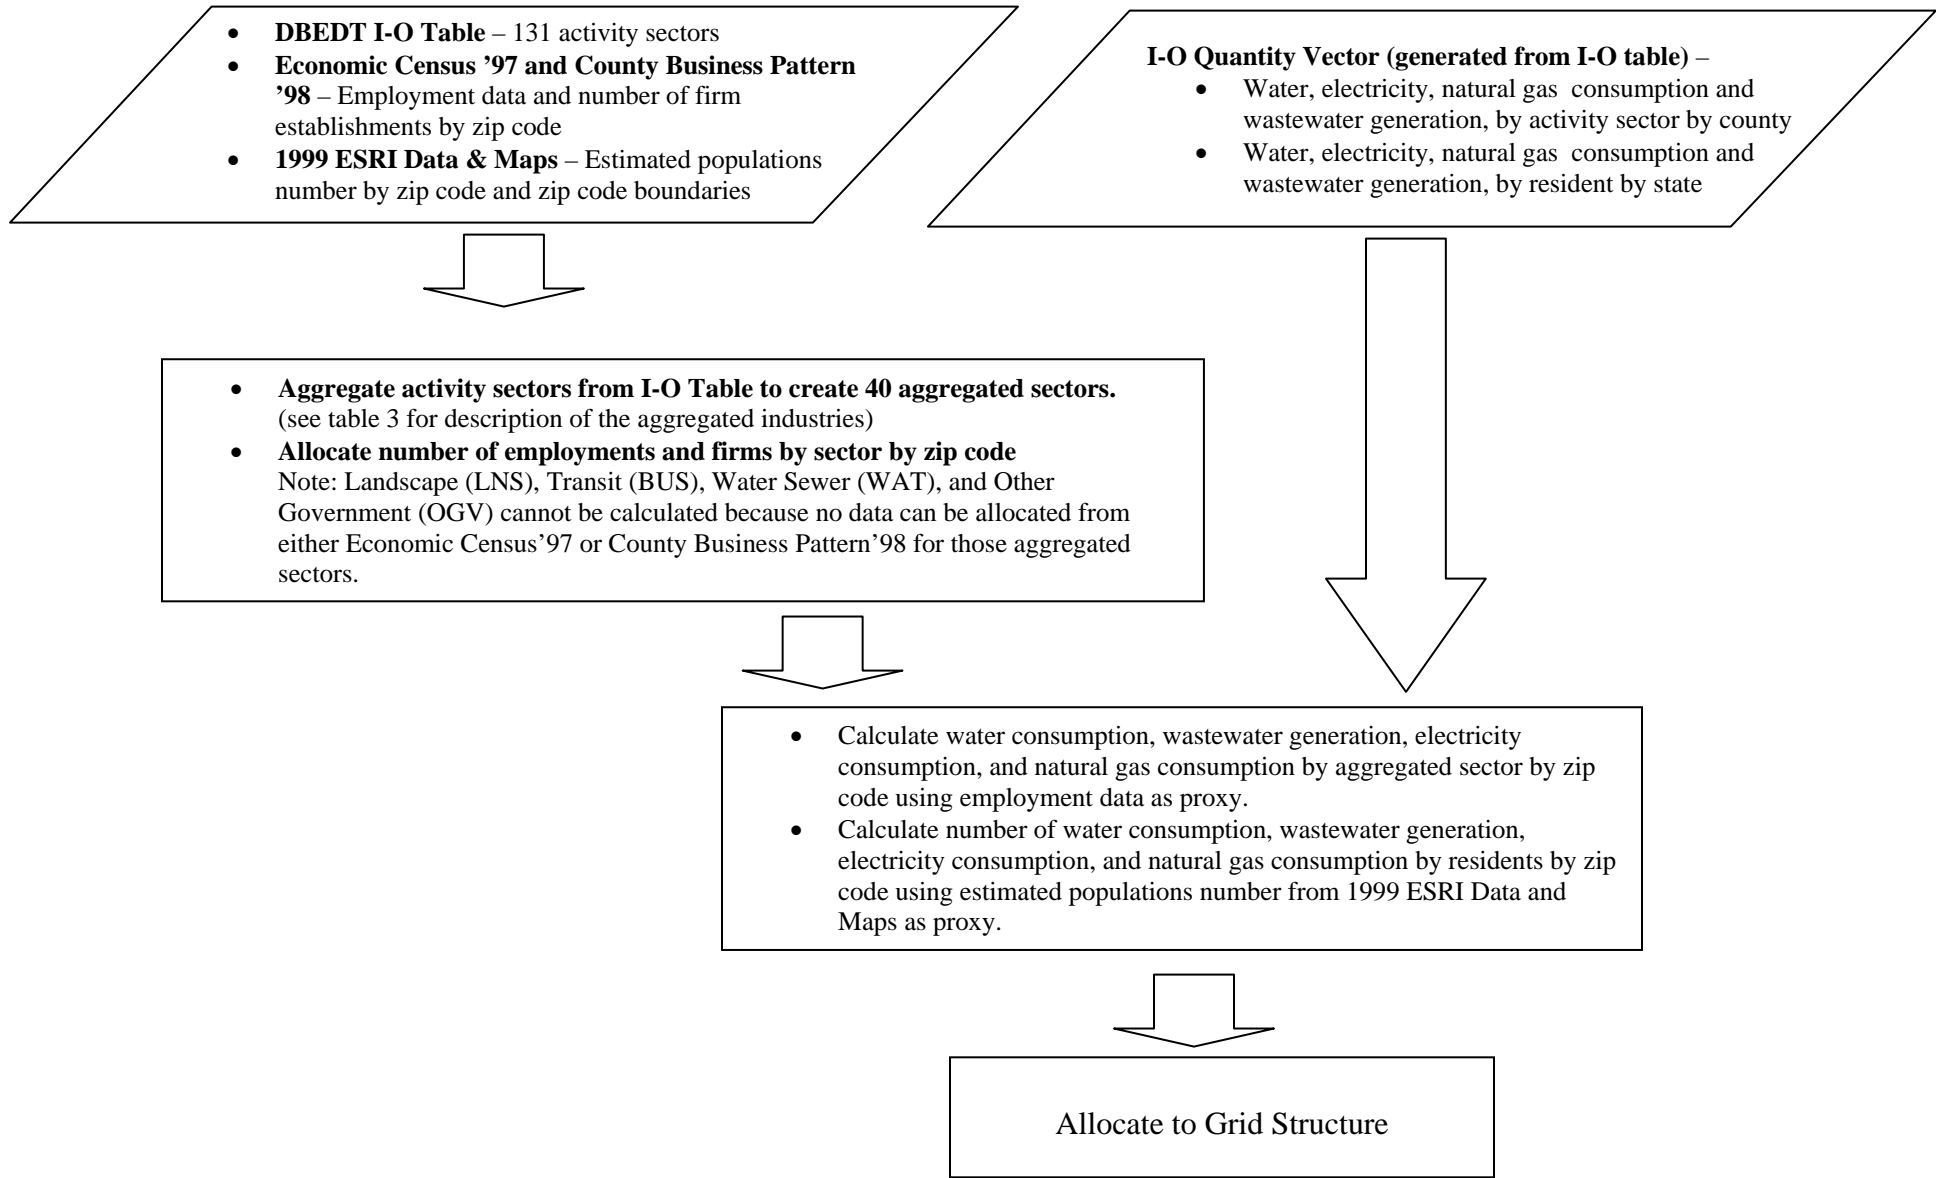 • DBEDT I-O Table – 131 activity sectors
• Economic Census '97 and County Business Pattern
'98 – Employment data and number of firm
establishments by zip code
• 1999 ESRI Data & Maps – Estimated populations
number by zip code and zip code boundaries
I-O Quantity Vector (generated from I-O table) –
• Water, electricity, natural gas consumption and
wastewater generation, by activity sector by county
• Water, electricity, natural gas consumption and
wastewater generation, by resident by state
• Aggregate activity sectors from I-O Table to create 40 aggregated sectors.
(see table 3 for description of the aggregated industries)
• Allocate number of employments and firms by sector by zip code
Note: Landscape (LNS), Transit (BUS), Water Sewer (WAT), and Other
Government (OGV) cannot be calculated because no data can be allocated from
either Economic Census'97 or County Business Pattern'98 for those aggregated
sectors.
• Calculate water consumption, wastewater generation, electricity
consumption, and natural gas consumption by aggregated sector by zip
code using employment data as proxy.
• Calculate number of water consumption, wastewater generation,
electricity consumption, and natural gas consumption by residents by zip
code using estimated populations number from 1999 ESRI Data and
Maps as proxy.
Allocate to Grid Structure